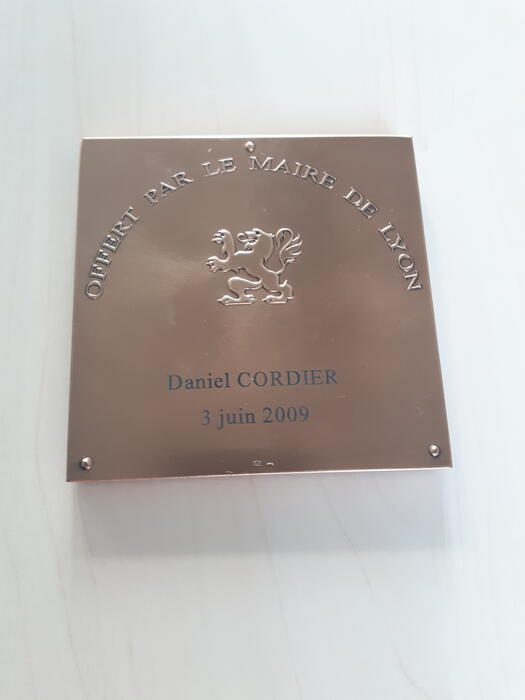 OFFERT PAR LE MAIRE DE LYON
Daniel CORDIER
3 juin 2009